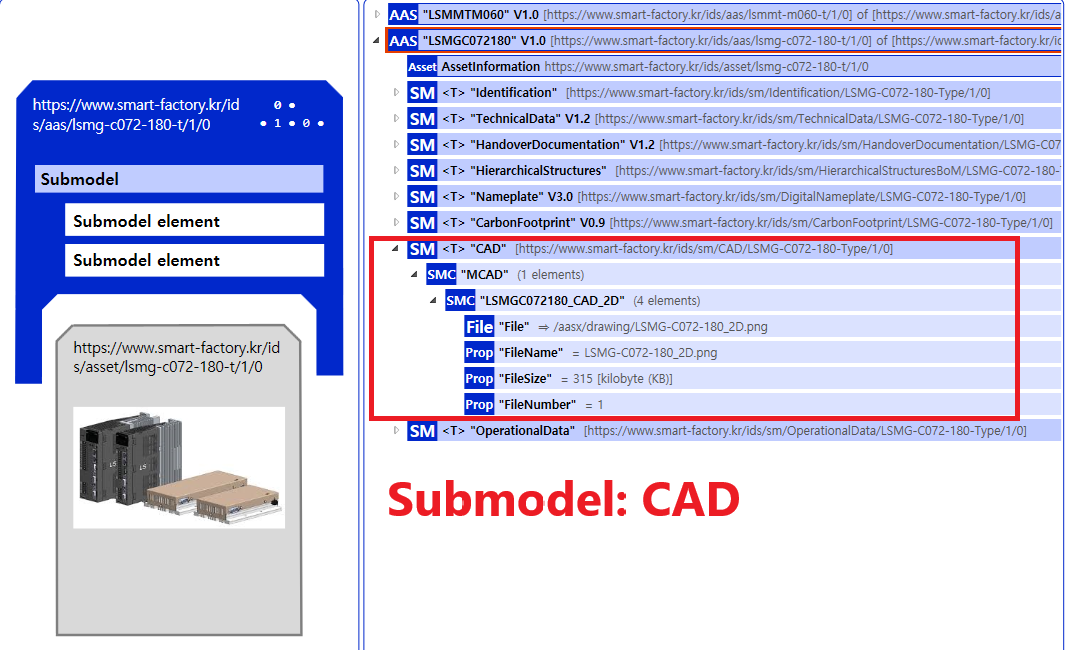 https://www.smart-factory.kr/id
s/aas/lsmg-c072-180-t/1/0
0
1 0
Submodel
Submodel element
Submodel element
https://www.smart-factory.kr/id
s/asset/lsmg-c072-180-t/1/0
LS
LS
AAS "LSMMTM060" V1.0 [https://www.smart-factory.kr/ids/aas/lsmmt-m060-t/1/0] of [https://www.smart-factory.kr/ids/a
AAS "LSMGC072180" V1.0 [https://www.smart-factory.kr/ids/aas/lsmg-c072-180-t/1/0] of [https://www.smart-factory.kr/id
Asset AssetInformation https://www.smart-factory.kr/ids/asset/lsmg-c072-180-t/1/0
SM <T> "Identification" [https://www.smart-factory.kr/ids/sm/Identification/LSMG-C072-180-Type/1/0]
SM <T> "TechnicalData" V1.2 [https://www.smart-factory.kr/ids/sm/TechnicalData/LSMG-C072-180-Type/1/0]
SM <T> "HandoverDocumentation" V1.2 [https://www.smart-factory.kr/ids/sm/HandoverDocumentation/LSMG-C07
SM <T> "HierarchicalStructures" [https://www.smart-factory.kr/ids/sm/HierarchicalStructuresBoM/LSMG-C072-180-
SM <T> "Nameplate" V3.0 [https://www.smart-factory.kr/ids/sm/DigitalNameplate/LSMG-C072-180-Type/1/0]
SM <T> "CarbonFootprint" V0.9 [https://www.smart-factory.kr/ids/sm/CarbonFootprint/LSMG-C072-180-Type/1/0]
SM <T> "CAD" [https://www.smart-factory.kr/ids/sm/CAD/LSMG-C072-180-Type/1/0]
SMC "MCAD" (1 elements)
SMC "LSMGC072180_CAD_2D" (4 elements)
File "File" ⇒ /aasx/drawing/LSMG-C072-180_2D.png
Prop "FileName" = LSMG-C072-180_2D.png
Prop "FileSize" = 315 [kilobyte (KB)]
Prop "FileNumber" = 1
SM <T> "OperationalData" [https://www.smart-factory.kr/ids/sm/OperationalData/LSMG-C072-180-Type/1/0]
Submodel: CAD